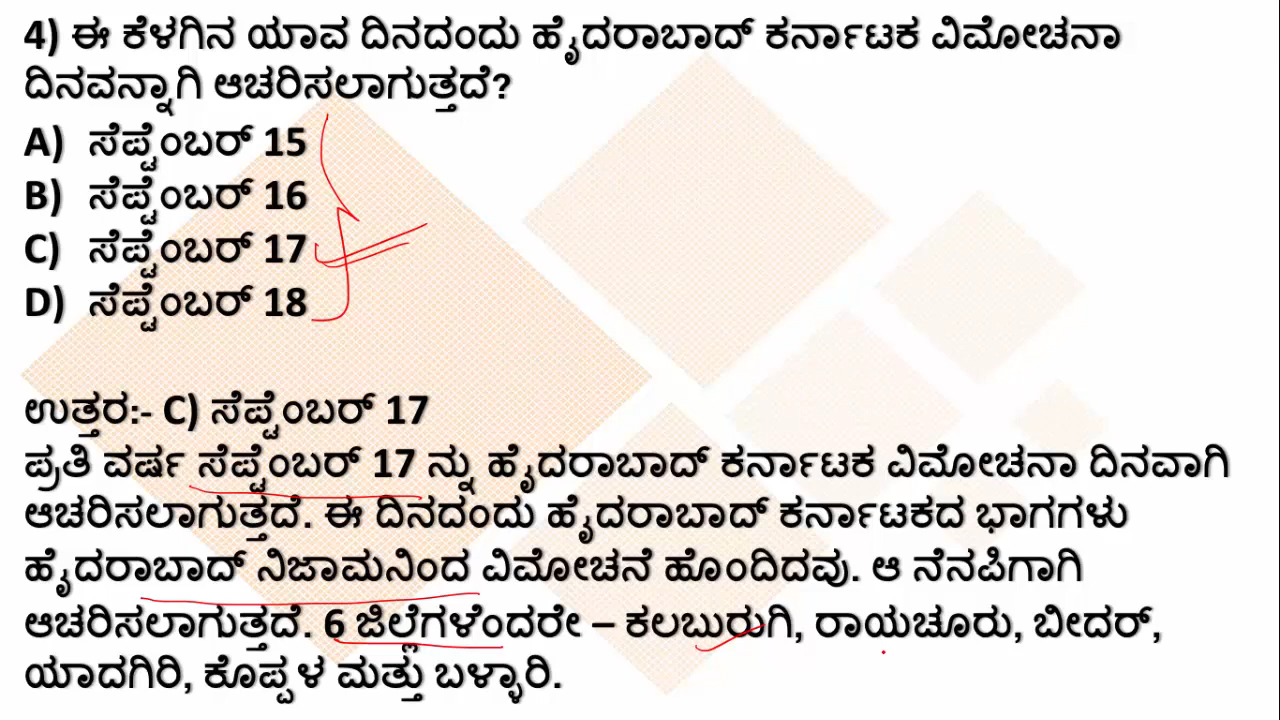 4) ಈ ಕೆಳಗಿನ ಯಾವ ದಿನದಂದು ಹೈದರಾಬಾದ್ ಕರ್ನಾಟಕ ವಿಮೋಚನಾ
ದಿನವನ್ನಾಗಿ ಆಚರಿಸಲಾಗುತ್ತದೆ?
A) ಸೆಪ್ಟೆಂಬರ್ 15
B) ಸೆಪ್ಟೆಂಬರ್ 16
C) ಸೆಪ್ಟೆಂಬರ್ 17
D) ಸೆಪ್ಟೆಂಬರ್ 18
ಉತ್ತರ:- C) ಸೆಪ್ಟೆಂಬರ್ 17
ಪ್ರತಿ ವರ್ಷ ಸೆಪ್ಟೆಂಬರ್ 17 ನ್ನು ಹೈದರಾಬಾದ್ ಕರ್ನಾಟಕ ವಿಮೋಚನಾ ದಿನವಾಗಿ
ಆಚರಿಸಲಾಗುತ್ತದೆ. ಈ ದಿನದಂದು ಹೈದರಾಬಾದ್ ಕರ್ನಾಟಕದ ಭಾಗಗಳು
ಹೈದರಾಬಾದ್ ನಿಜಾಮನಿಂದ ವಿಮೋಚನೆ ಹೊಂದಿದವು. ಆ ನೆನಪಿಗಾಗಿ
ಆಚರಿಸಲಾಗುತ್ತದೆ. 6 ಜಿಲ್ಲೆಗಳೆಂದರೇ – ಕಲಬುರುಗಿ, ರಾಯಚೂರು, ಬೀದರ್,
ಯಾದಗಿರಿ, ಕೊಪ್ಪಳ ಮತ್ತು ಬಳ್ಳಾರಿ.